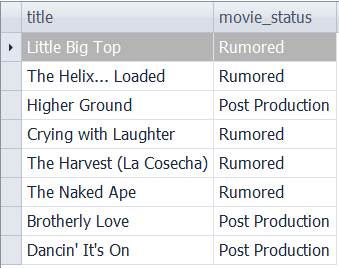 title movie_status
Little Big Top Rumored
The Helix... Loaded Rumored
Higher Ground Post Production
Crying with Laughter Rumored
The Harvest (La Cosecha) Rumored
The Naked Ape Rumored
Brotherly Love Post Production
Dancin' It's On Post Production